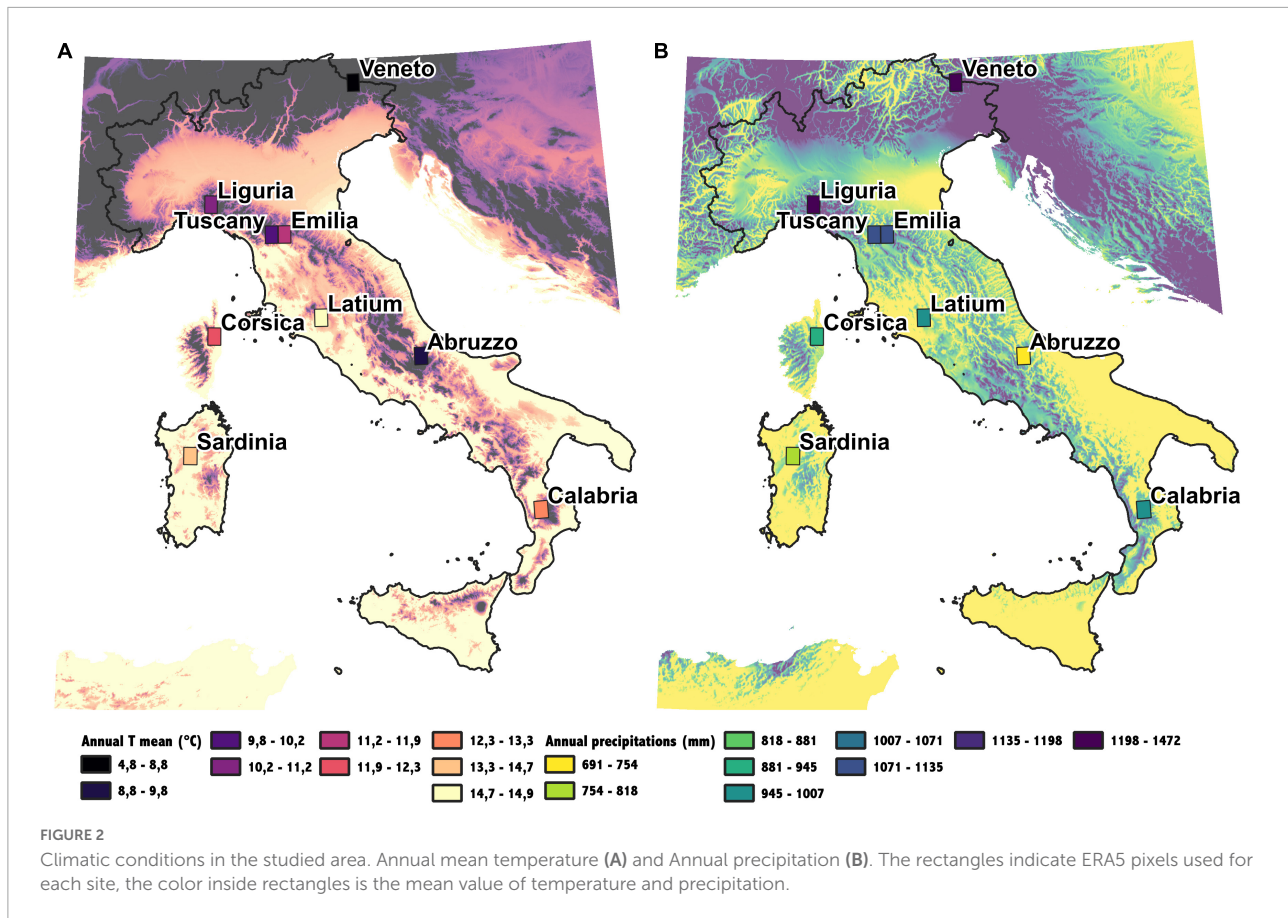 A
B
Veneto
Veneto
Liguria
Liguria
Tuscany Emilia
Tuscany Emilia
Latium
Latium
Corsica
Corsica
Abruzzo
Abruzzo
Sardinia
Sardinia
Calabria
Calabria
Annual T mean (°C)
4,8 - 8,8
8,8 - 9,8
9,8 - 10,2
10,2 - 11,2
11,2 - 11,9
11,9 - 12,3
12,3 - 13,3
13,3 - 14,7
14,7 - 14,9
Annual precipitations (mm)
691 - 754
754 - 818
818 - 881
881 - 945
945 - 1007
1007 - 1071
1071 - 1135
1135 - 1198
1198 - 1472
FIGURE 2
Climatic conditions in the studied area. Annual mean temperature (A) and Annual precipitation (B). The rectangles indicate ERA5 pixels used for
each site, the color inside rectangles is the mean value of temperature and precipitation.